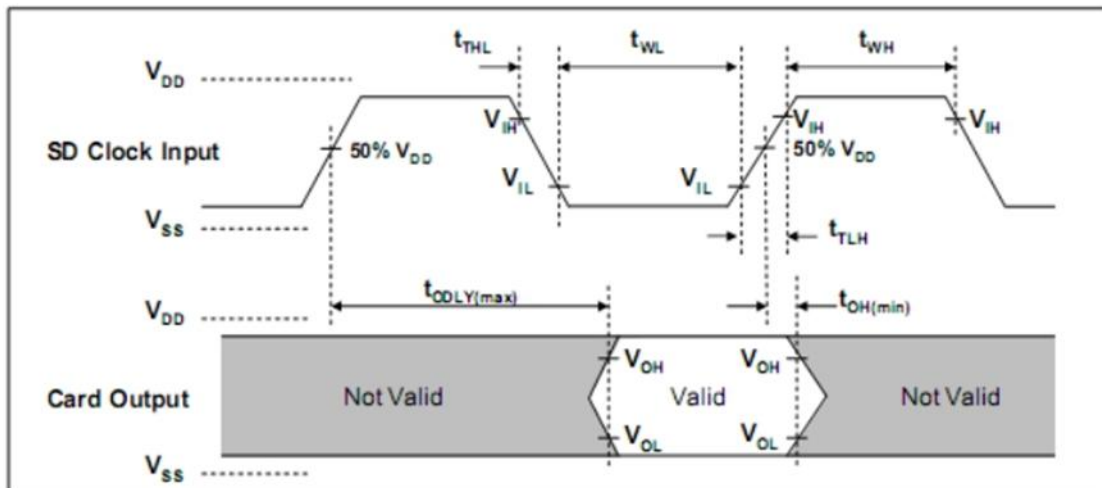 tTHL tWL tWH
VDD
VIH VIH VIH
SD Clock Input 50% VDD 50% VDD
VIL VIL
VSS
tTLH
tODLY(max) tOH(min)
VDD
VOH VOH
Card Output Not Valid Valid Not Valid
VOL VOL
VSS